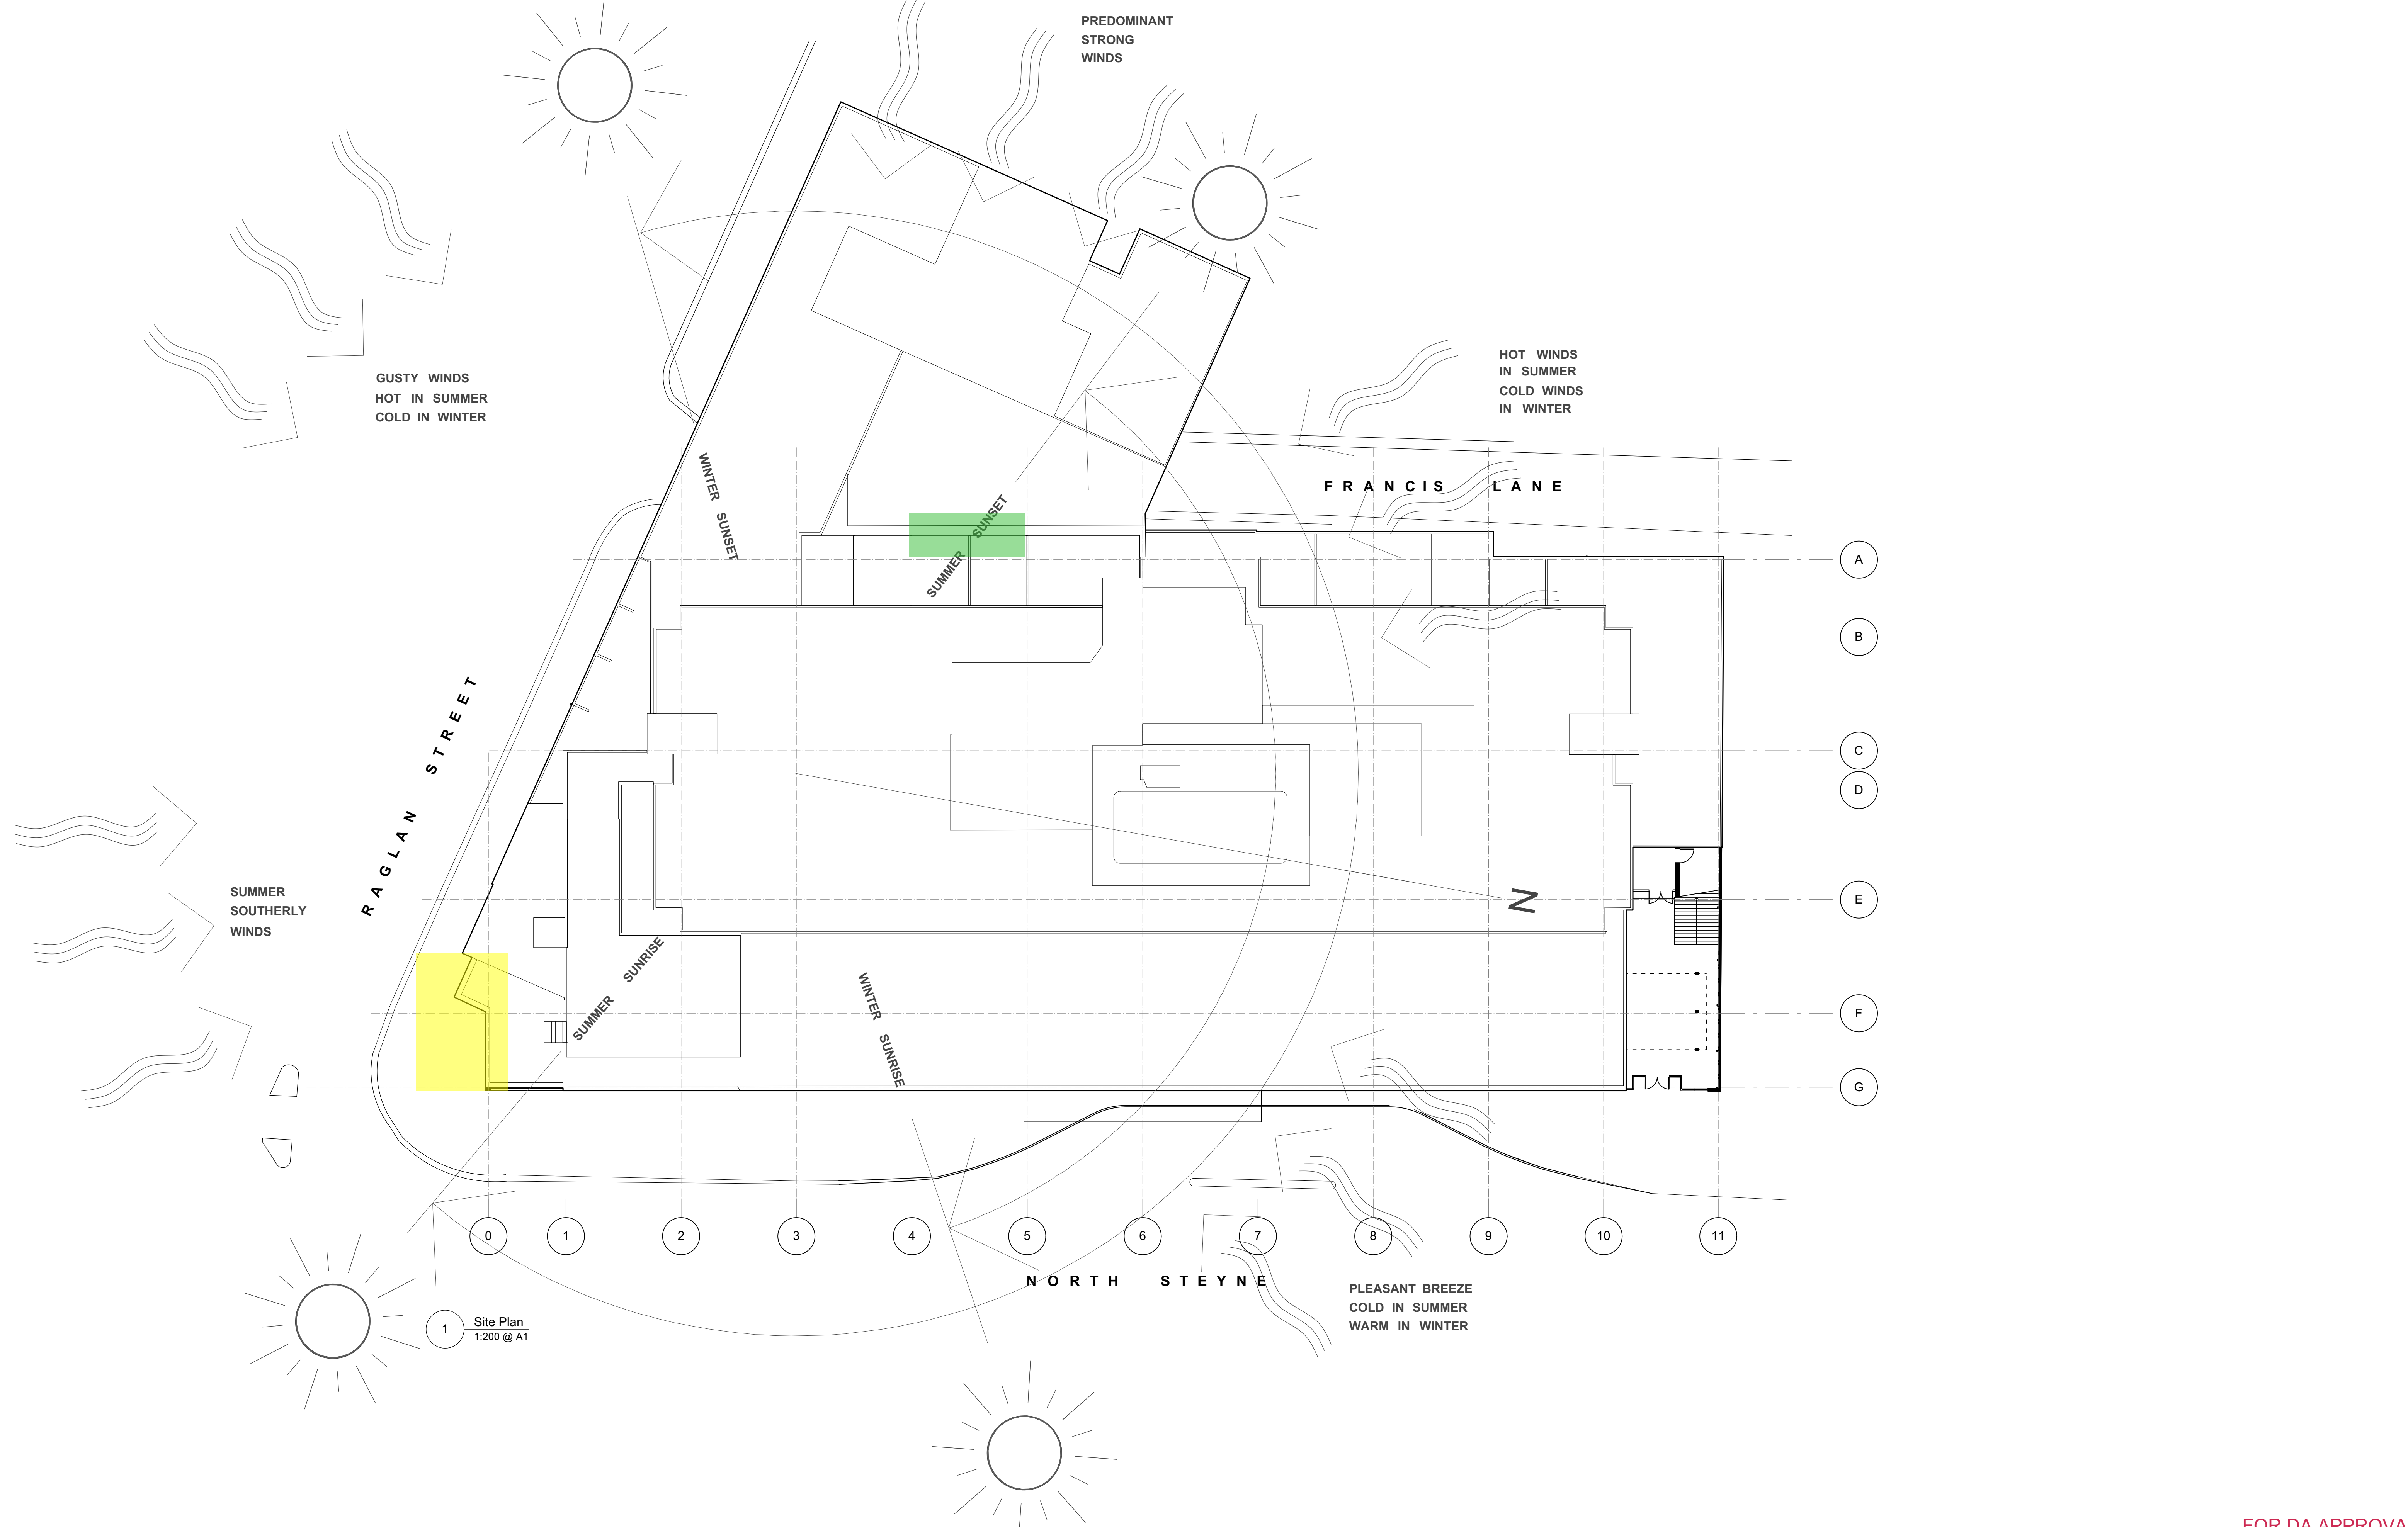 PREDOMINANT
STRONG
WINDS
HOT WINDS
IN SUMMER
COLD WINDS
IN WINTER
GUSTY WINDS
HOT IN SUMMER
COLD IN WINTER
WINTER SUNSET
SUMMER SUNSET
FRANCIS LANE
A
B
C
D
E
F
G
RAGLAN STREET
SUMMER
SOUTHERLY
WINDS
N
SUMMER SUNRISE
WINTER SUNRISE
0
1
2
3
4
5
6
7
8
9
10
11
NORTH STEYNE
PLEASANT BREEZE
COLD IN SUMMER
WARM IN WINTER
1
Site Plan
1:200 @ A1
FOR DA APPROVA